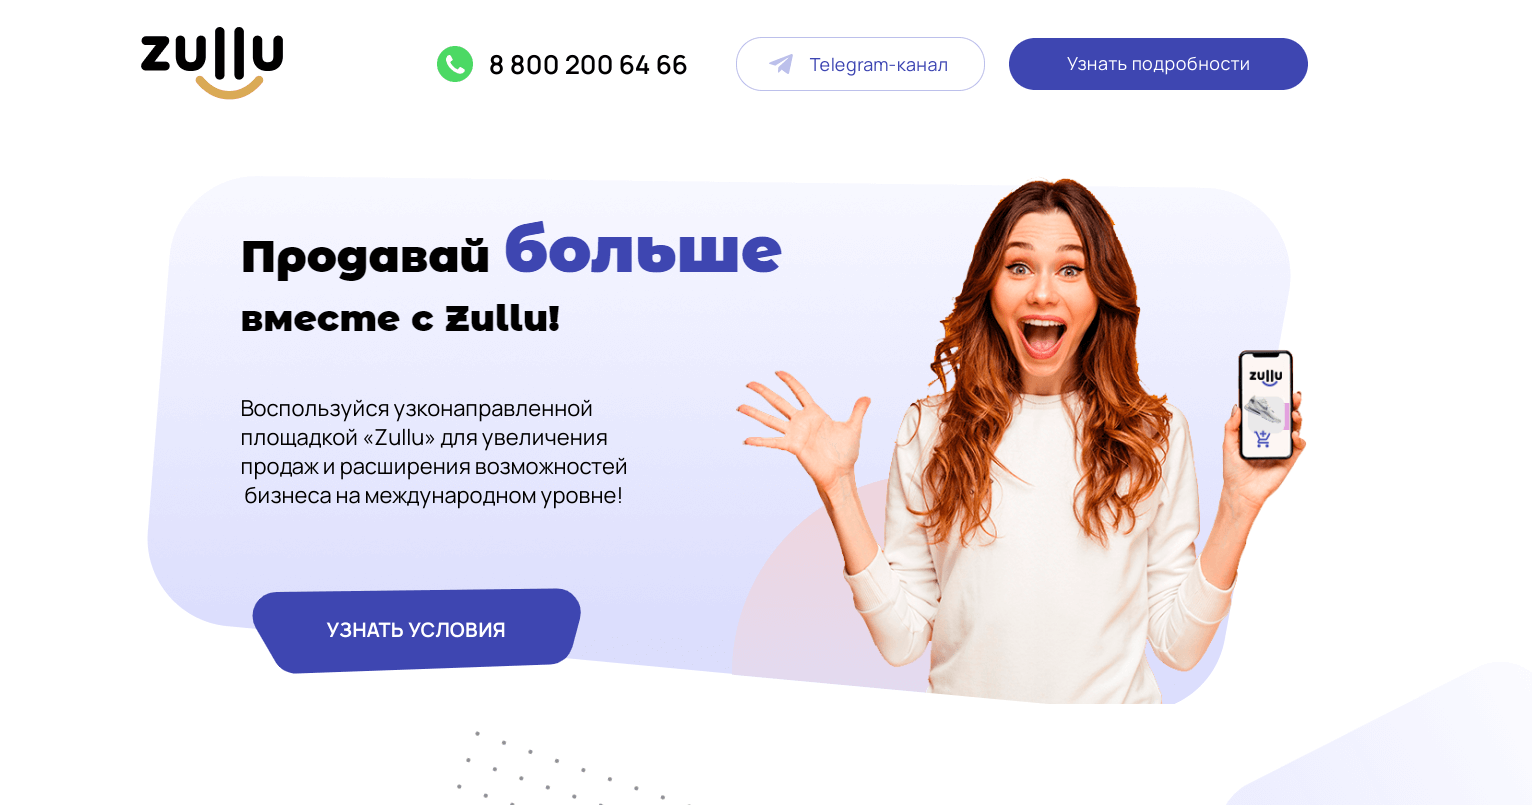 zullu
8 800 200 64 66
Telegram-канал
Узнать подробности
Продавай больше
вместе с Zullu!
Воспользуйся узконаправленной
площадкой «Zullu» для увеличения
продаж и расширения возможностей
бизнеса на международном уровне!
zullu
УЗНАТЬ УСЛОВИЯ